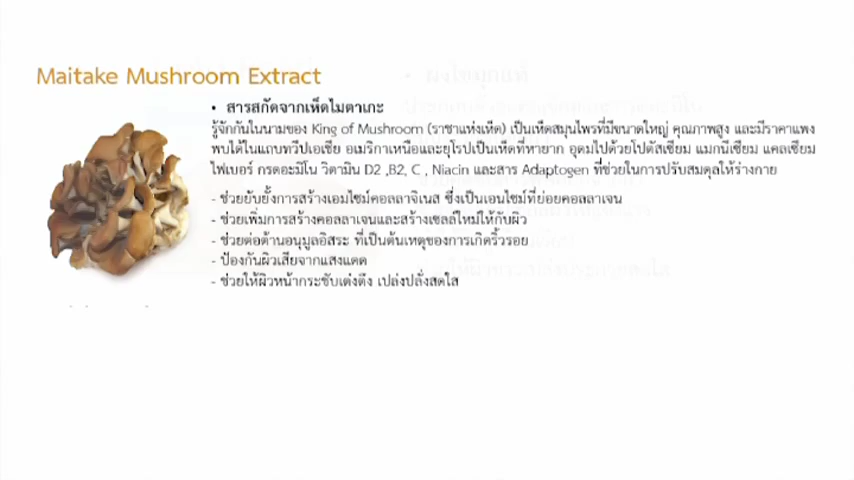 Maitake Mushroom Extract
• สารสกัดจากเห็ดไมตาเกะ
รู้จักกันในนามของ King of Mushroom (ราชาแห่งเห็ด) เป็นเห็ดสมุนไพรที่มีขนาดใหญ่ คุณภาพสูง และมีราคาแพง
พบได้ในแถบทวีปเอเชีย อเมริกาเหนือและยุโรปเป็นเห็ดที่หายาก อุดมไปด้วยโปตัสเซียม แมกนีเซียม แคลเซียม
ไฟเบอร์ กรดอะมิโน วิตามิน D2 ,B2, C , Niacin และสาร Adaptogen ที่ช่วยในการปรับสมดุลให้ร่างกาย
- ช่วยยับยั้งการสร้างเอมไซม์คอลลาจิเนส ซึ่งเป็นเอนไซม์ที่ย่อยคอลลาเจน
- ช่วยเพิ่มการสร้างคอลลาเจนและสร้างเซลล์ใหม่ให้กับผิว
- ช่วยต่อต้านอนุมูลอิสระ ที่เป็นต้นเหตุของการเกิดริ้วรอย
- ป้องกันผิวเสียจากแสงแดด
- ช่วยให้ผิวหน้ากระชับเต่งตึง เปล่งปลั่งสดใส
• ผงไข่มุกแท้